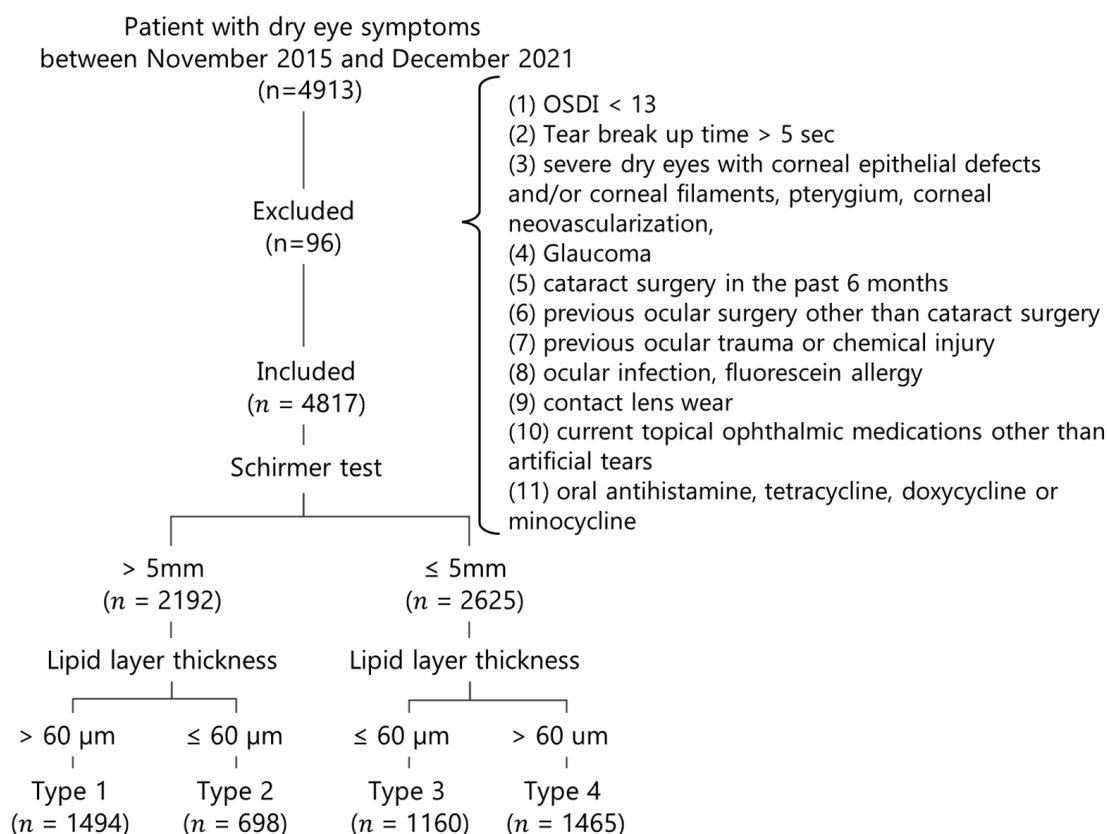 Patient with dry eye symptoms
between November 2015 and December 2021
(n=4913)
Excluded
(n=96)
(1) OSDI < 13
(2) Tear break up time > 5 sec
(3) severe dry eyes with corneal epithelial defects
and/or corneal filaments, pterygium, corneal
neovascularization,
(4) Glaucoma
(5) cataract surgery in the past 6 months
(6) previous ocular surgery other than cataract surgery
(7) previous ocular trauma or chemical injury
(8) ocular infection, fluorescein allergy
(9) contact lens wear
(10) current topical ophthalmic medications other than
artificial tears
(11) oral antihistamine, tetracycline, doxycycline or
minocycline
Included
(n = 4817)
Schirmer test
> 5mm
(n = 2192)
≤ 5mm
(n = 2625)
Lipid layer thickness
Lipid layer thickness
> 60 μm
≤ 60 μm
≤ 60 μm
> 60 um
Type 1
(n = 1494)
Type 2
(n = 698)
Type 3
(n = 1160)
Type 4
(n = 1465)